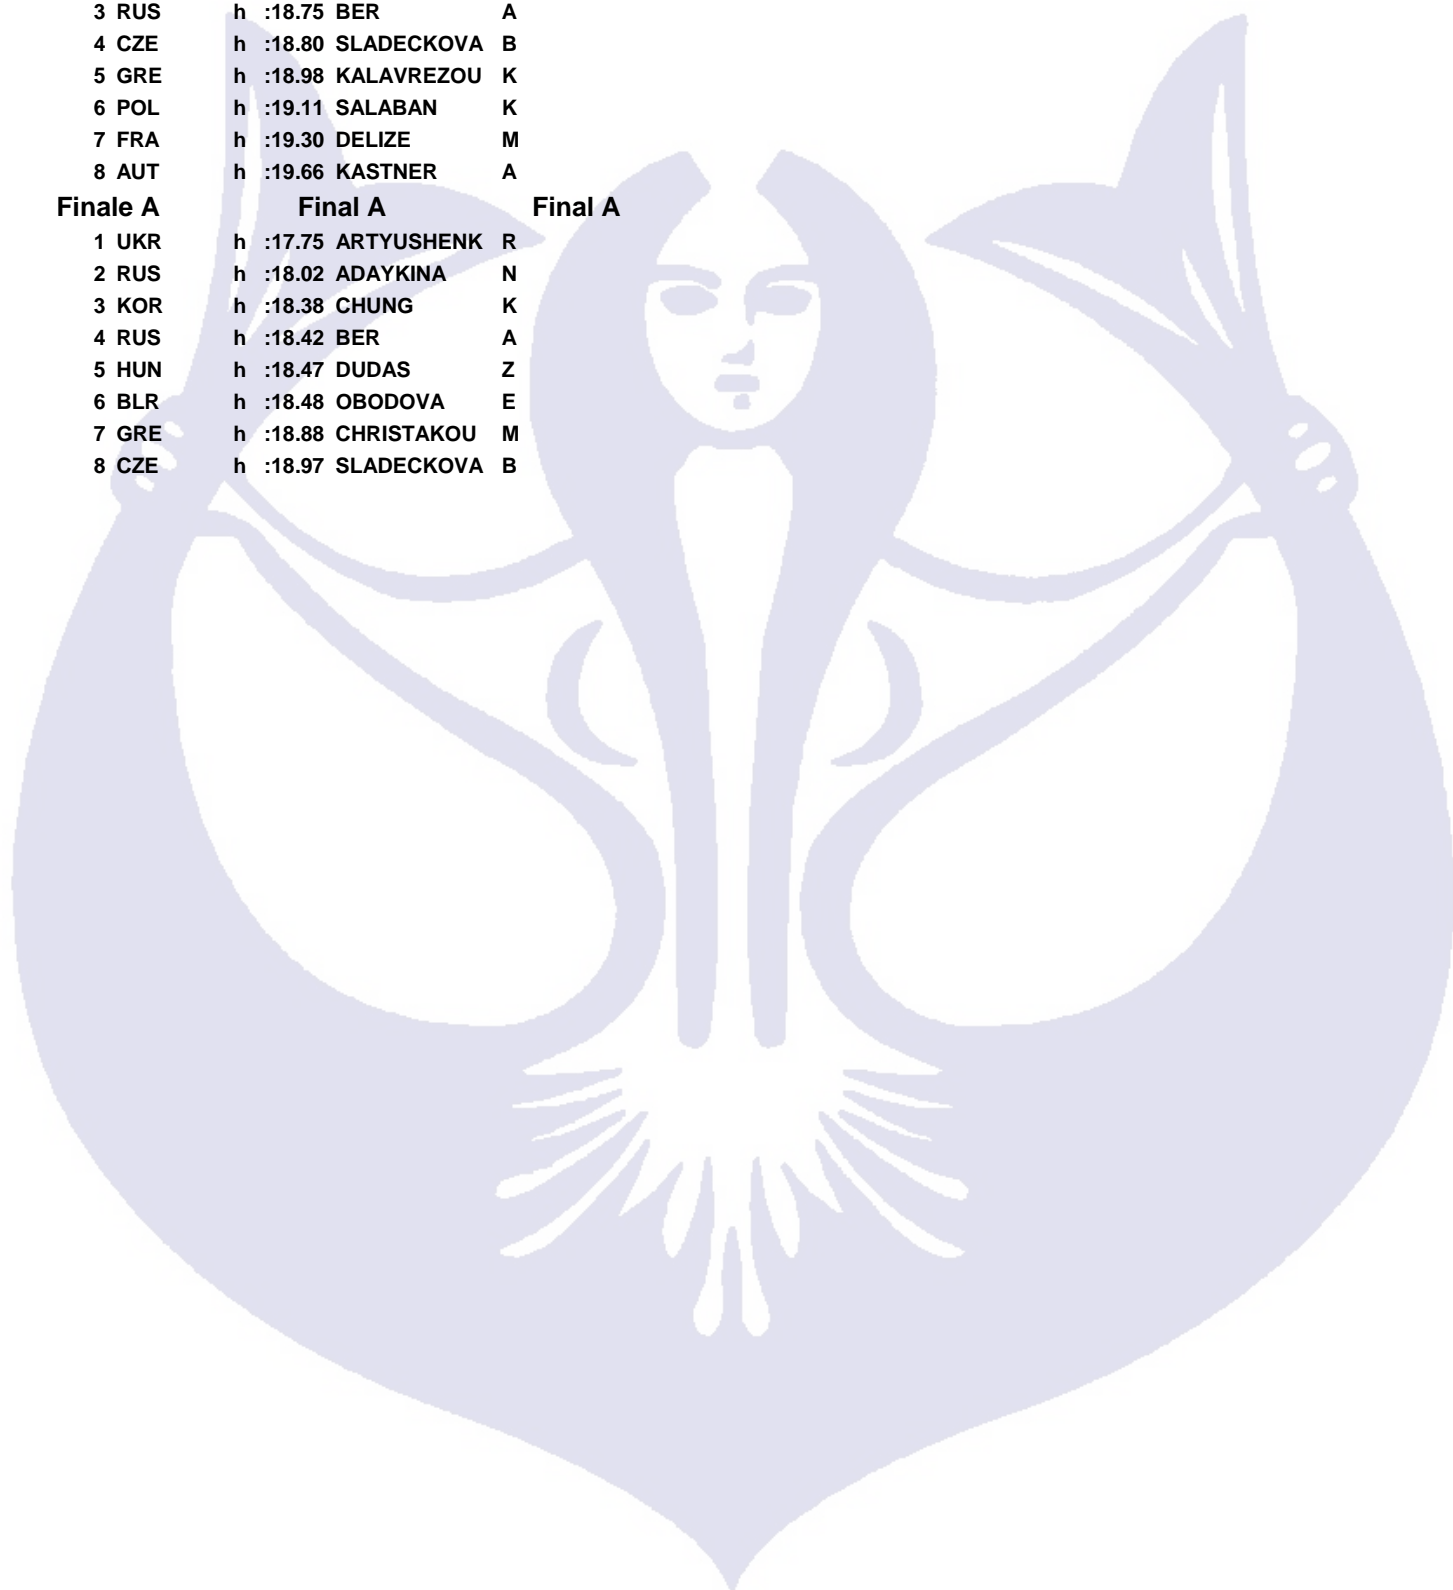 3 RUS h :18.75 BER A
4 CZE h :18.80 SLADECKOVA B
5 GRE h :18.98 KALAVREZOU K
6 POL h :19.11 SALABAN K
7 FRA h :19.30 DELIZE M
8 AUT h :19.66 KASTNER A
Finale A Final A Final A
1 UKR h :17.75 ARTYUSHENK R
2 RUS h :18.02 ADAYKINA N
3 KOR h :18.38 CHUNG K
4 RUS h :18.42 BER A
5 HUN h :18.47 DUDAS Z
6 BLR h :18.48 OBODOVA E
7 GRE h :18.88 CHRISTAKOU M
8 CZE h :18.97 SLADECKOVA B